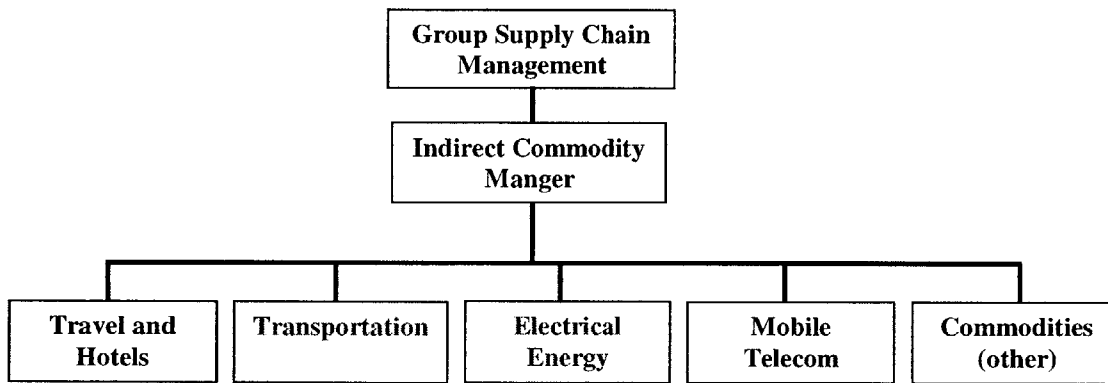 Group Supply Chain
Management
Indirect Commodity
Manger
Travel and
Hotels
Transportation
Electrical
Energy
Mobile
Telecom
Commodities
(other)